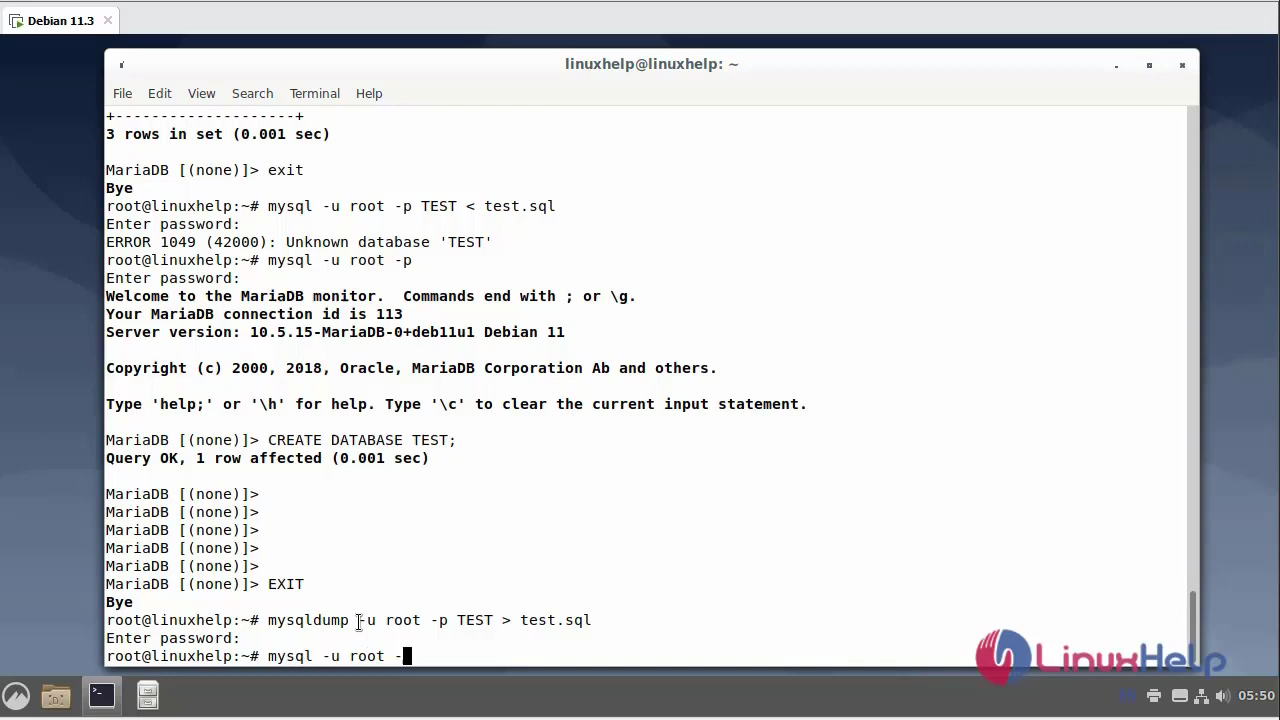 Debian 11.3
linuxhelp@linuxhelp: ~
File Edit View Search Terminal Help
+--------------------+
3 rows in set (0.001 sec)
MariaDB [(none)]> exit
Bye
root@linuxhelp:~# mysql -u root -p TEST < test.sql
Enter password:
ERROR 1049 (42000): Unknown database 'TEST'
root@linuxhelp:~# mysql -u root -p
Enter password:
Welcome to the MariaDB monitor.  Commands end with ; or \g.
Your MariaDB connection id is 113
Server version: 10.5.15-MariaDB-0+deb11u1 Debian 11
Copyright (c) 2000, 2018, Oracle, MariaDB Corporation Ab and others.
Type 'help;' or '\h' for help. Type '\c' to clear the current input statement.
MariaDB [(none)]> CREATE DATABASE TEST;
Query OK, 1 row affected (0.001 sec)
MariaDB [(none)]>
MariaDB [(none)]>
MariaDB [(none)]>
MariaDB [(none)]>
MariaDB [(none)]>
MariaDB [(none)]> EXIT
Bye
root@linuxhelp:~# mysqldump -u root -p TEST > test.sql
Enter password:
root@linuxhelp:~# mysql -u root -
LinuxHelp
05:50